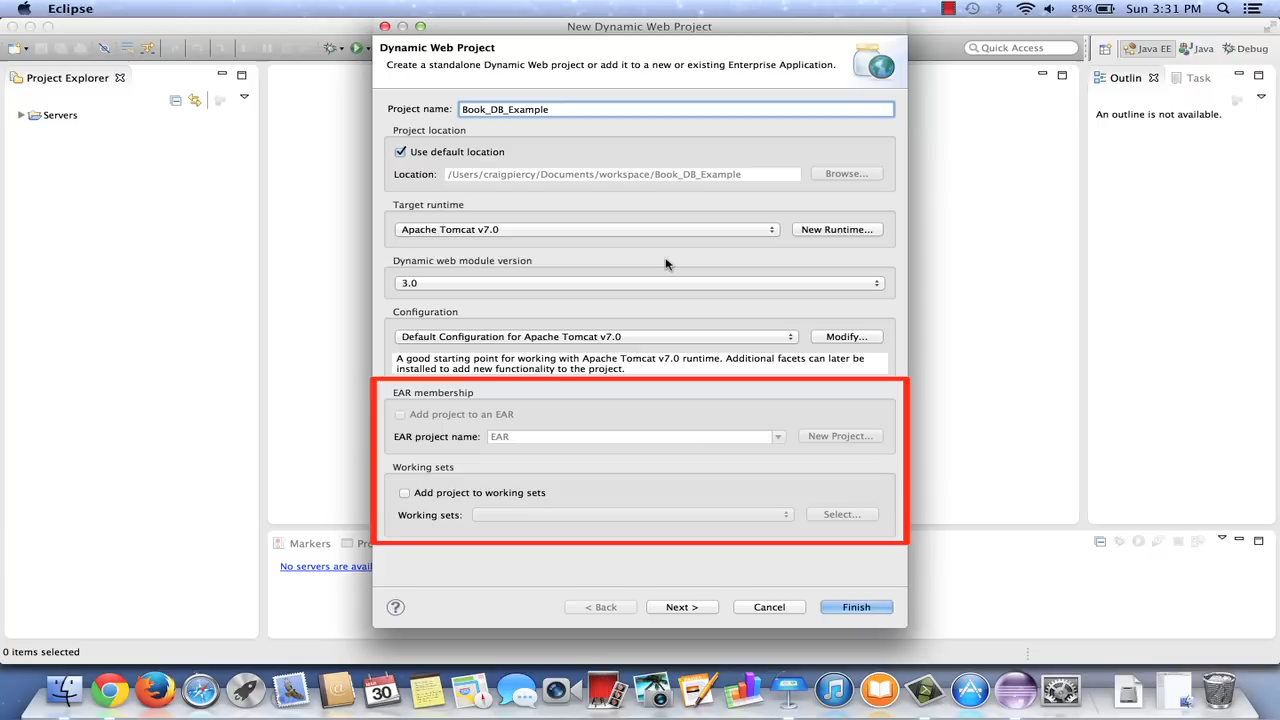 Eclipse
85%
Sun 3:31 PM
New Dynamic Web Project
Quick Access
Java EE
Java
Debug
Project Explorer
Servers
Dynamic Web Project
Create a standalone Dynamic Web project or add it to a new or existing Enterprise Application.
Project name: Book_DB_Example
Project location
Use default location
Location: /Users/craigpiercy/Documents/workspace/Book_DB_Example Browse...
Target runtime
Apache Tomcat v7.0 New Runtime...
Dynamic web module version
3.0
Configuration
Default Configuration for Apache Tomcat v7.0 Modify...
A good starting point for working with Apache Tomcat v7.0 runtime. Additional facets can later be
installed to add new functionality to the project.
EAR membership
Add project to an EAR
EAR project name: EAR New Project...
Working sets
Add project to working sets
Working sets: Select...
? < Back Next > Cancel Finish
Outlin
Task
An outline is not available.
Markers
Pr
No servers are avail
0 items selected
30